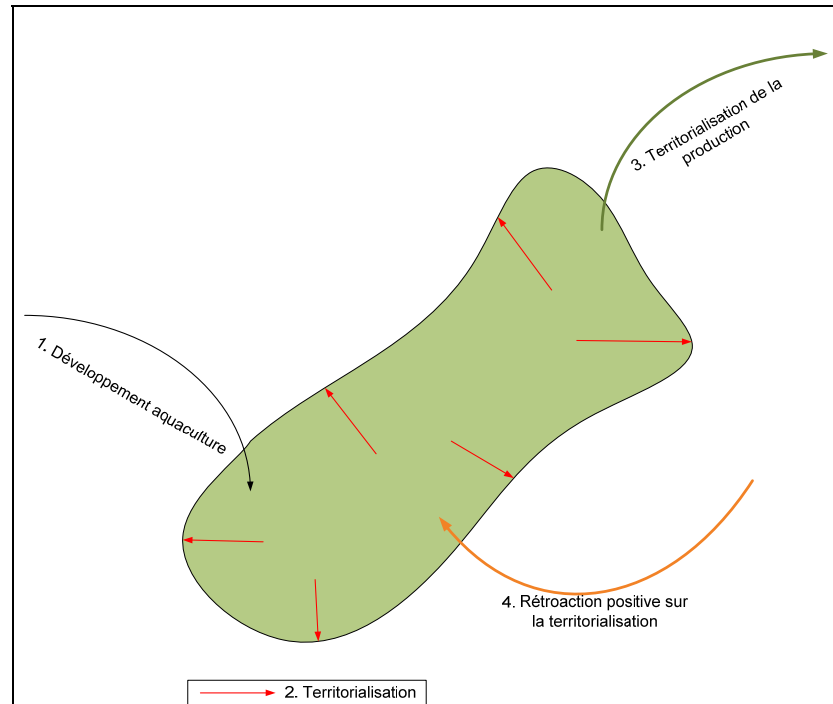 3. Territorialisation de la
production
1. Développement aquaculture
4. Rétroaction positive sur
la territorialisation
2. Territorialisation